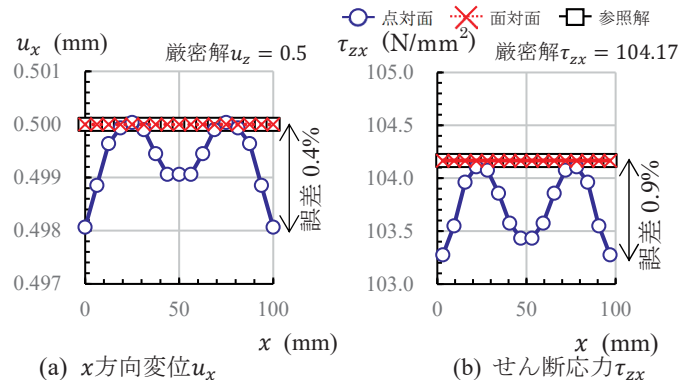 点対面 面対面 参照解
u_x (mm)
厳密解u_z = 0.5
0.501
0.500
0.499
0.498
0.497
誤差 0.4%
0 50 100
x (mm)
(a) x方向変位u_x
τ_zx (N/mm²)
厳密解τ_zx = 104.17
105.0
104.5
104.0
103.5
103.0
誤差 0.9%
0 50 100
x (mm)
(b) せん断応力τ_zx